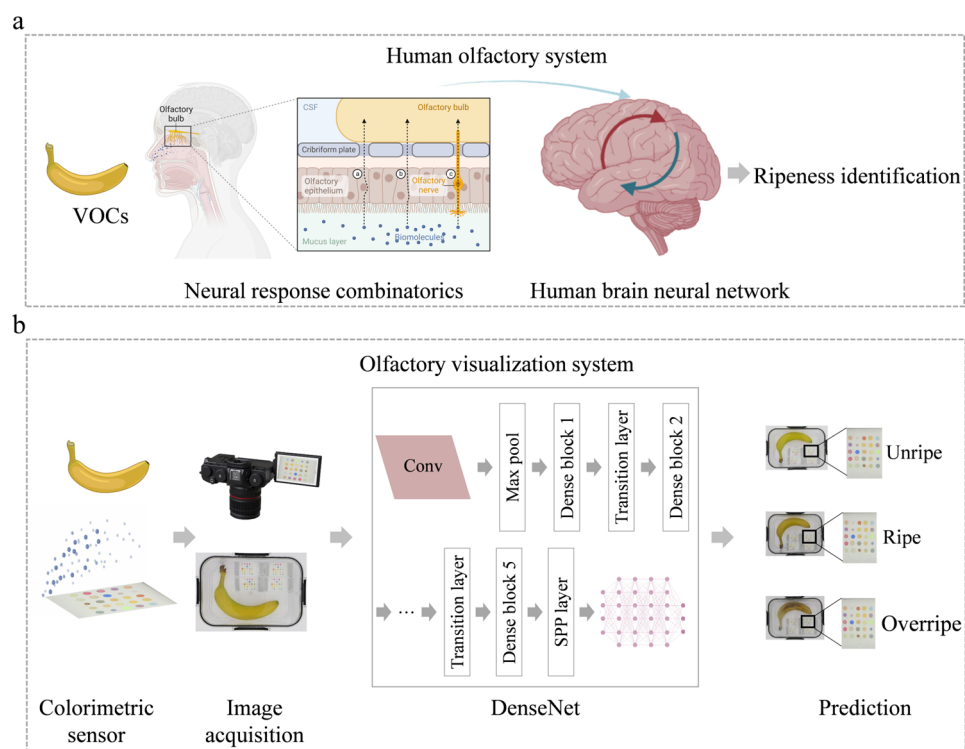 a
Human olfactory system
Olfactory
bulb
VOCs
CSF
Olfactory bulb
Cribriform plate
a
b
c
Olfactory
epithelium
Olfactory
nerve
Mucus layer
Biomolecules
Ripeness identification
Neural response combinatorics
Human brain neural network
b
Olfactory visualization system
Conv
Max pool
Dense block 1
Transition layer
Dense block 2
...
Transition layer
Dense block 5
SPP layer
Unripe
Ripe
Overripe
Colorimetric
sensor
Image
acquisition
DenseNet
Prediction